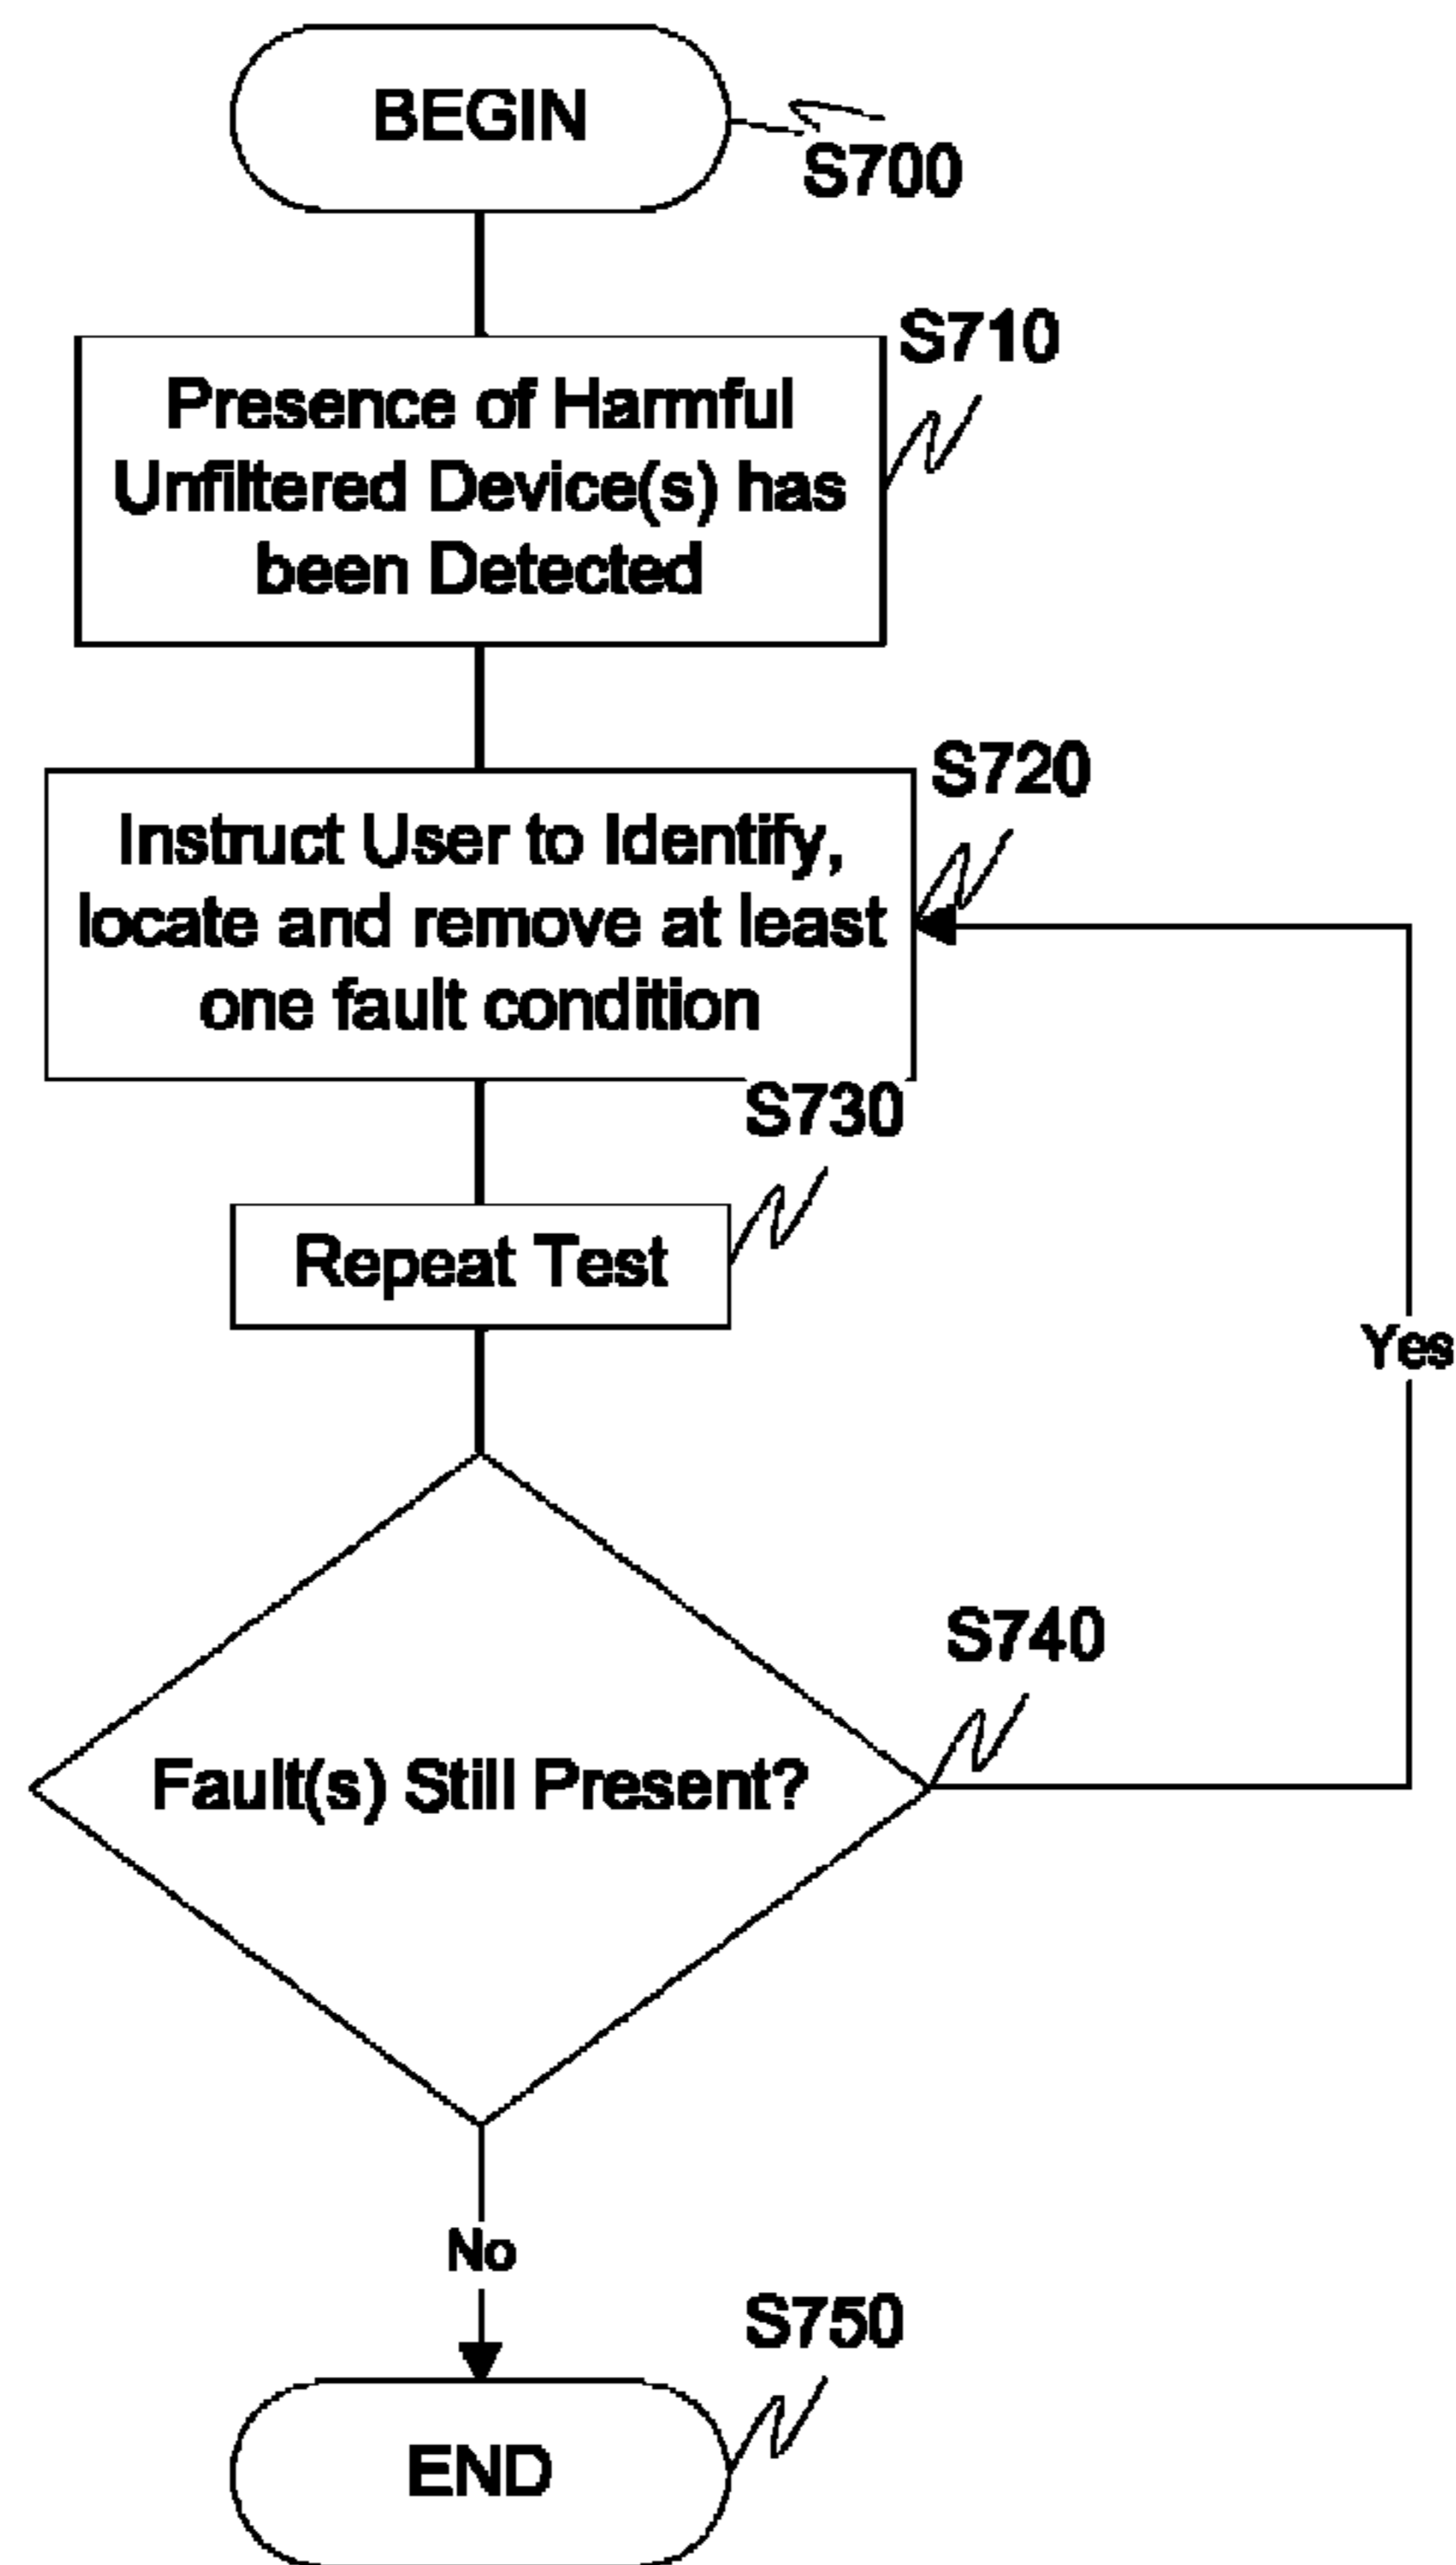 BEGIN
S700
S710
Presence of Harmful
Unfiltered Device(s) has
been Detected
S720
Instruct User to Identify,
locate and remove at least
one fault condition
S730
Repeat Test
Yes
S740
Fault(s) Still Present?
No
S750
END